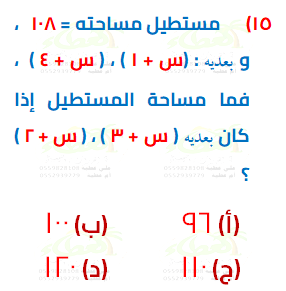 ١٥) مستطيل مساحته = ١٠٨ ،
و بعديه : (س + ١ ) ، ( س + ٤ ) ،
فما مساحة المستطيل إذا
كان بعديه ( س + ٣ ) ، ( س + ٢ )
؟
(أ) ٩٦ (ب) ١٠٠
(ج) ١١٠ (د) ١٢٠